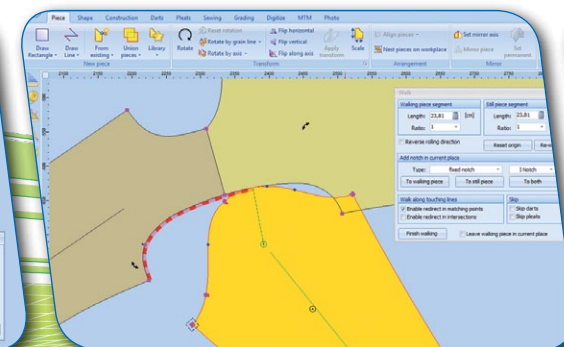 Piece Shape Construction Darts Pleats Sewing Grading Digitize MTM Photo
Draw Rectangle
Draw Line
From existing
Union pieces
Library
New piece
Rotate
Reset rotation
Rotate by grain line
Rotate by axis
Flip horizontal
Flip vertical
Flip along axis
Apply transform
Scale
Transform
Align pieces
Nest pieces on workplace
Arrangement
Set mirror axis
Mirror piece
Set permanent
Mirror
Walk
Walking piece segment
Length: 23,81 [cm]
Ratio: 1
Still piece segment
Length: 23,81
Ratio: 1
Reverse rolling direction
Reset origin
Add notch in current place
Type: fixed notch
I Notch
To walking piece To still piece To both
Walk along touching lines
Enable redirect in matching points
Enable redirect in intersections
Skip
Skip darts
Skip pleats
Finish walking
Leave walking piece in current place